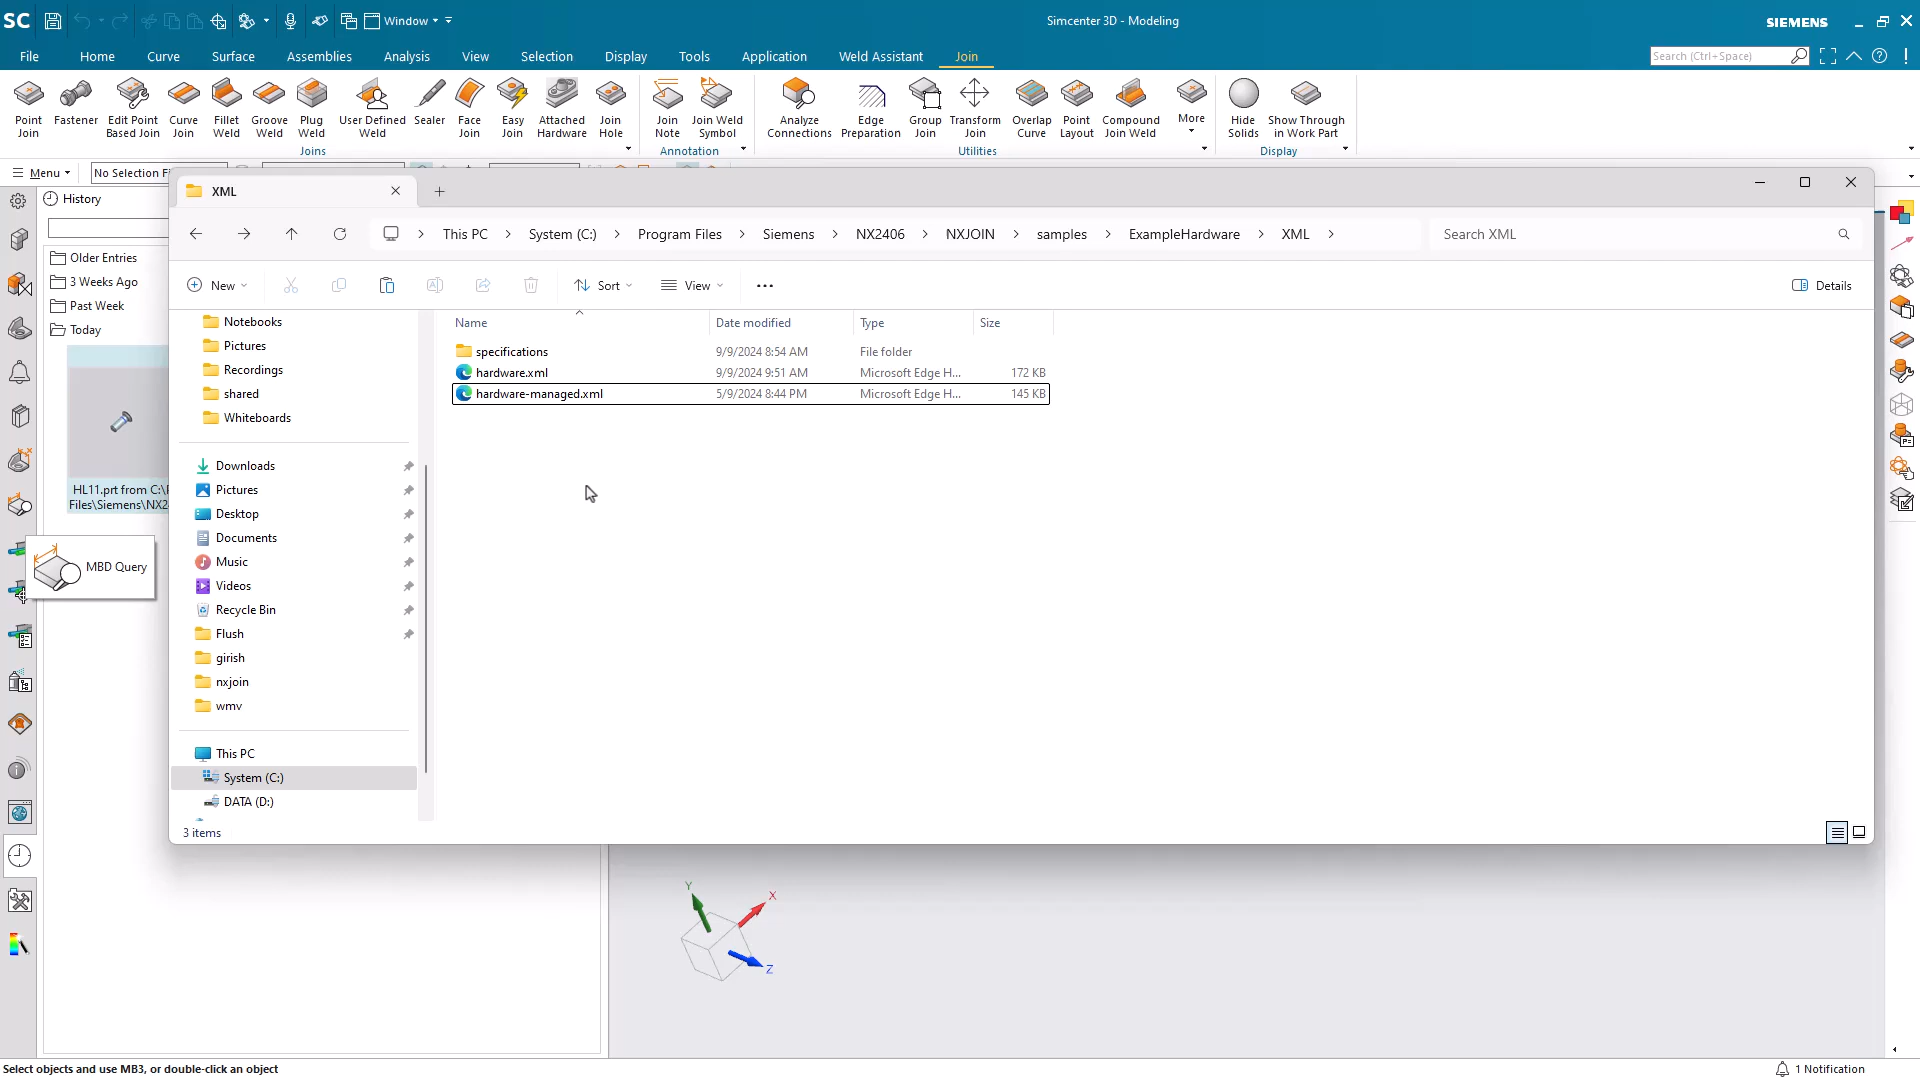 SC
Window
Simcenter 3D - Modeling
SIEMENS
File Home Curve Surface Assemblies Analysis View Selection Display Tools Application Weld Assistant Join
Search (Ctrl+Space)
Point Join
Fastener
Edit Point Based Join
Curve Join
Fillet Weld
Groove Weld
Plug Weld
User Defined Weld
Sealer
Face Join
Easy Join
Attached Hardware
Join Hole
Join Note
Join Weld Symbol
Analyze Connections
Edge Preparation
Group Join
Transform Join
Overlap Curve
Point Layout
Compound Join Weld
More
Hide Solids
Show Through in Work Part
Joins
Annotation
Utilities
Display
Menu
No Selection Fi
XML
History
This PC > System (C:) > Program Files > Siemens > NX2406 > NXJOIN > samples > ExampleHardware > XML >
Search XML
Older Entries
3 Weeks Ago
Past Week
Today
HL11.prt from C:\P
Files\Siemens\NX2
MBD Query
New
Sort
View
Details
Notebooks
Pictures
Recordings
shared
Whiteboards
Downloads
Pictures
Desktop
Documents
Music
Videos
Recycle Bin
Flush
girish
nxjoin
wmv
This PC
System (C:)
DATA (D:)
Name Date modified Type Size
specifications 9/9/2024 8:54 AM File folder
hardware.xml 9/9/2024 9:51 AM Microsoft Edge H... 172 KB
hardware-managed.xml 5/9/2024 8:44 PM Microsoft Edge H... 145 KB
3 items
Y
X
Z
Select objects and use MB3, or double-click an object
1 Notification